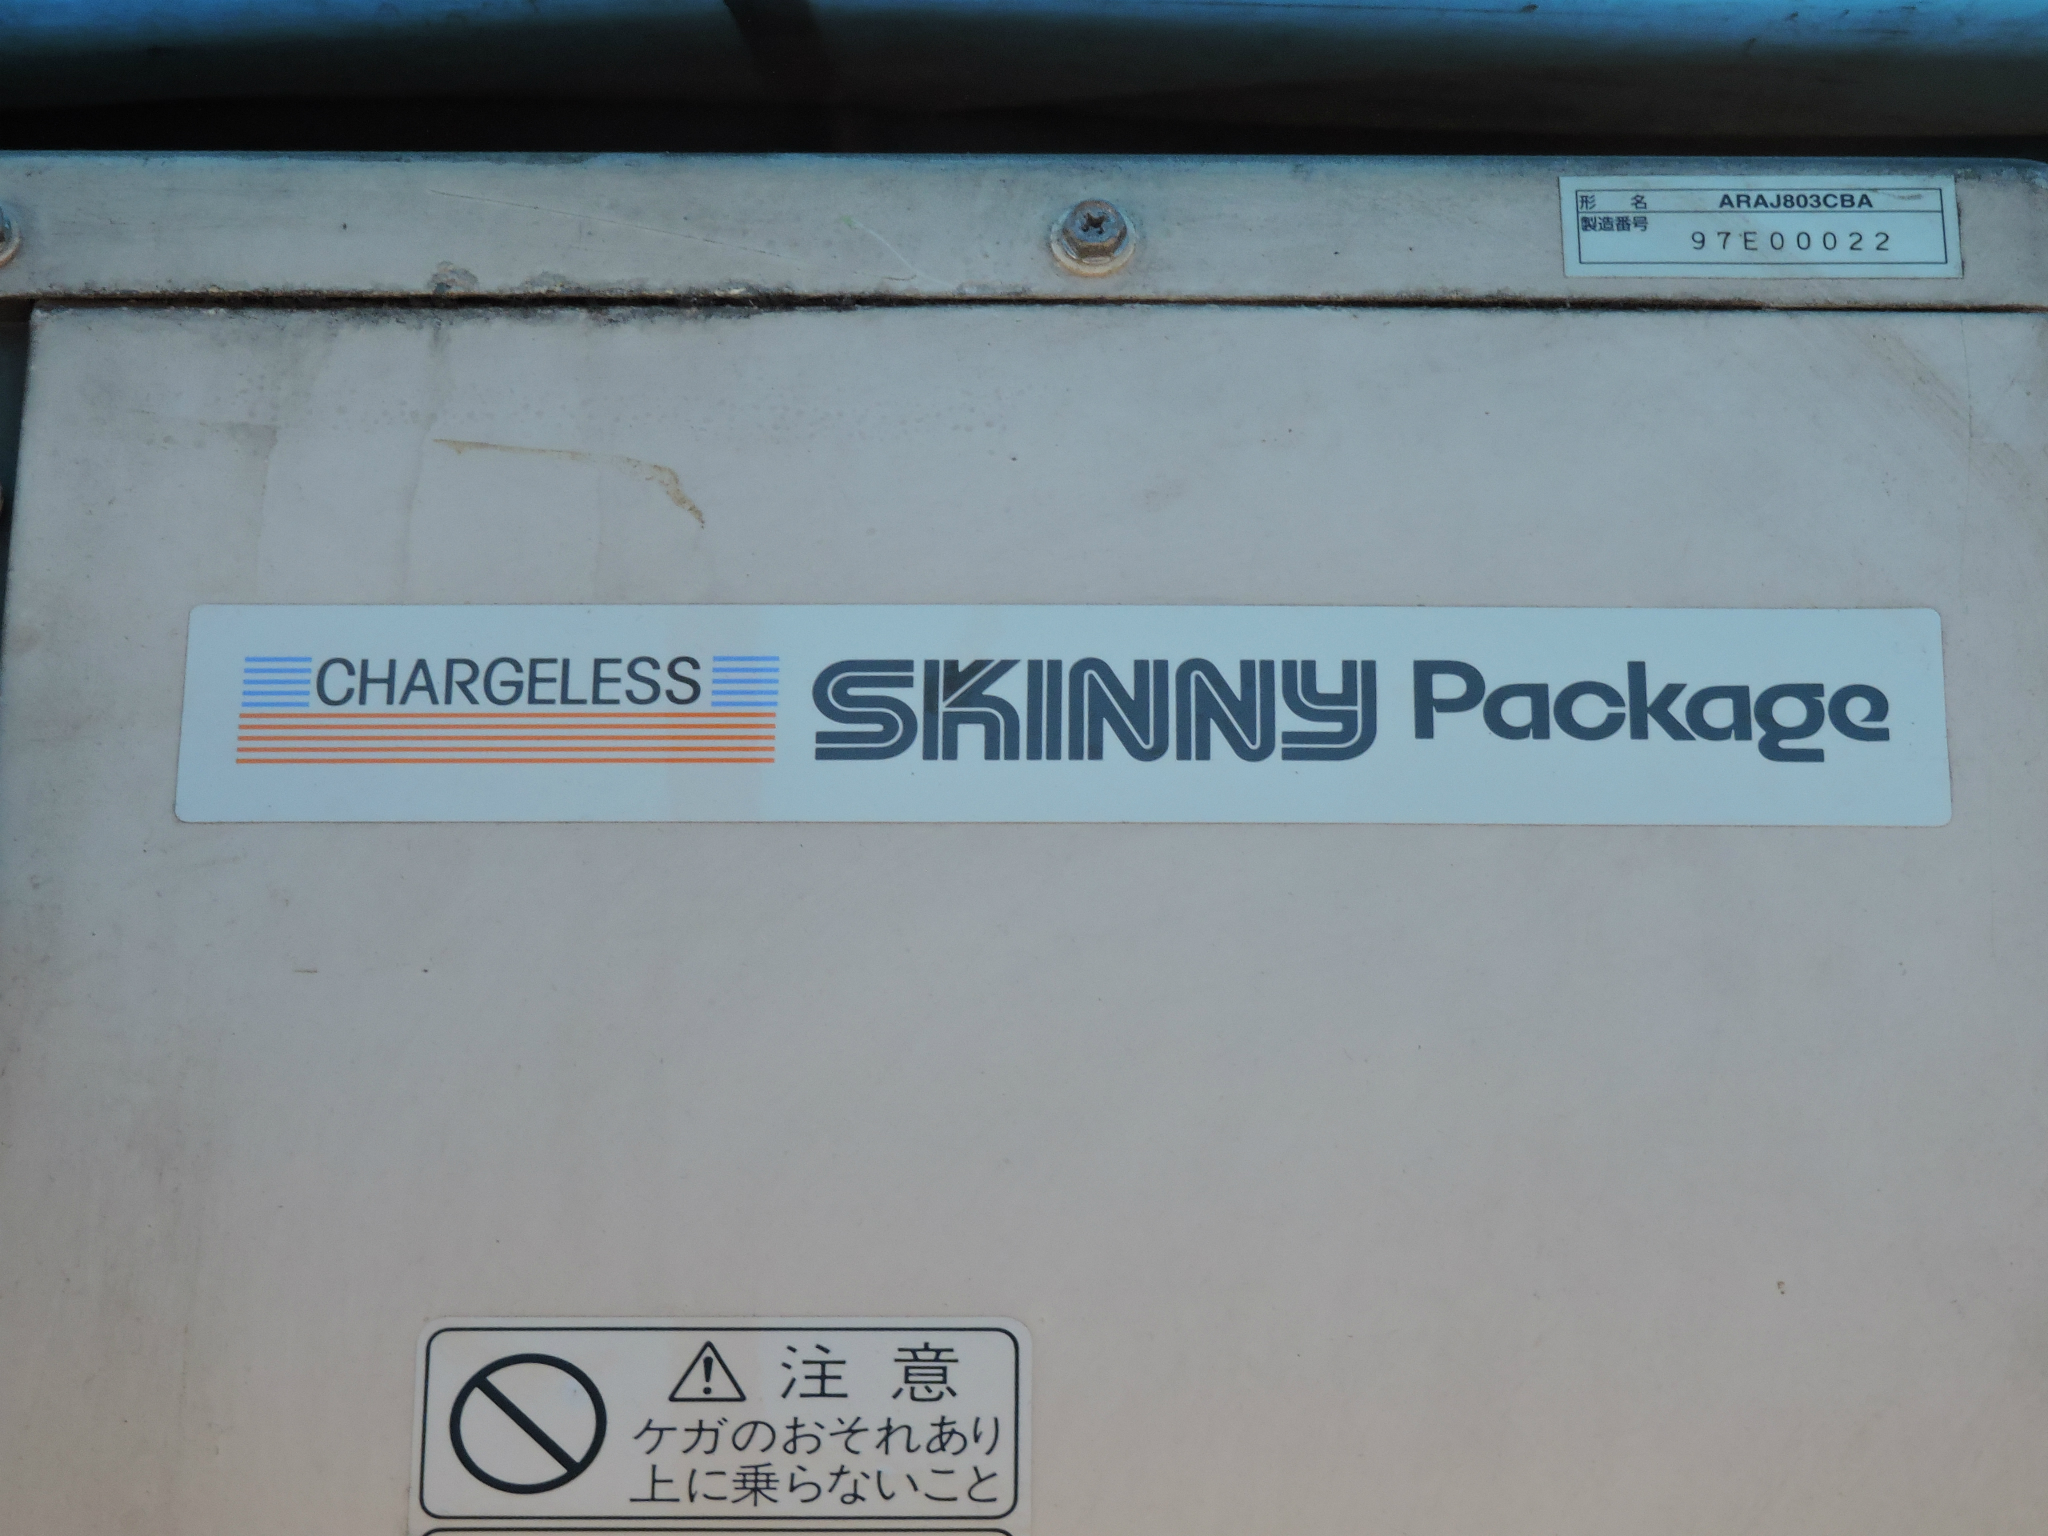 形 名 ARAJ803CBA
製造番号 97E00022
CHARGELESS SKINNY Package
注 意
ケガのおそれあり
上に乗らないこと